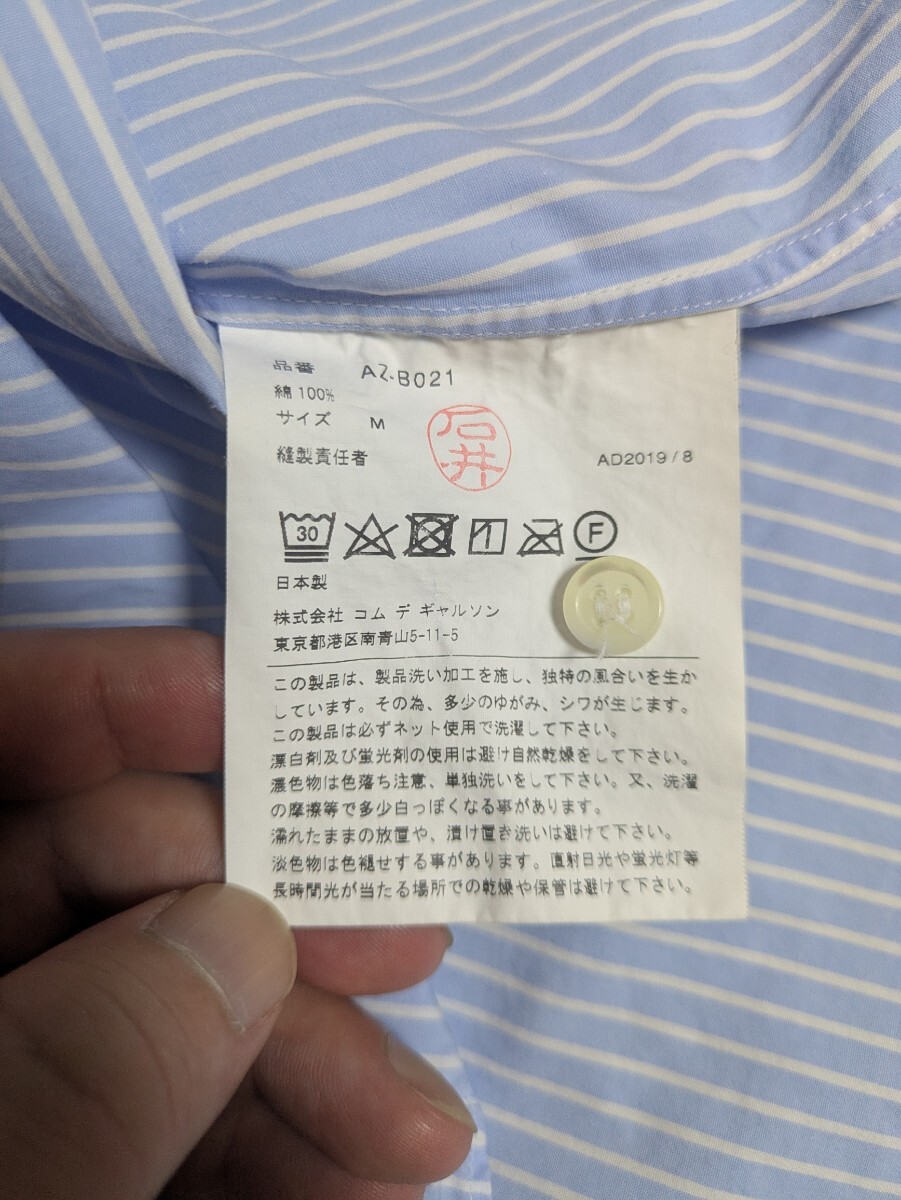 品番 AZ-B021
綿 100%
サイズ M
石井
縫製責任者 AD2019/8
30 F
日本製
株式会社 コム デ ギャルソン
東京都港区南青山5-11-5
この製品は、製品洗い加工を施し、独特の風合いを生か
しています。その為、多少のゆがみ、シワが生じます。
この製品は必ずネット使用で洗濯して下さい。
漂白剤及び蛍光剤の使用は避け自然乾燥をして下さい。
濃色物は色落ち注意、単独洗いをして下さい。又、洗濯
の摩擦等で多少白っぽくなる事があります。
濡れたままの放置や、漬け置き洗いは避けて下さい。
淡色物は色褪せする事があります。直射日光や蛍光灯等
長時間光が当たる場所での乾燥や保管は避けて下さい。